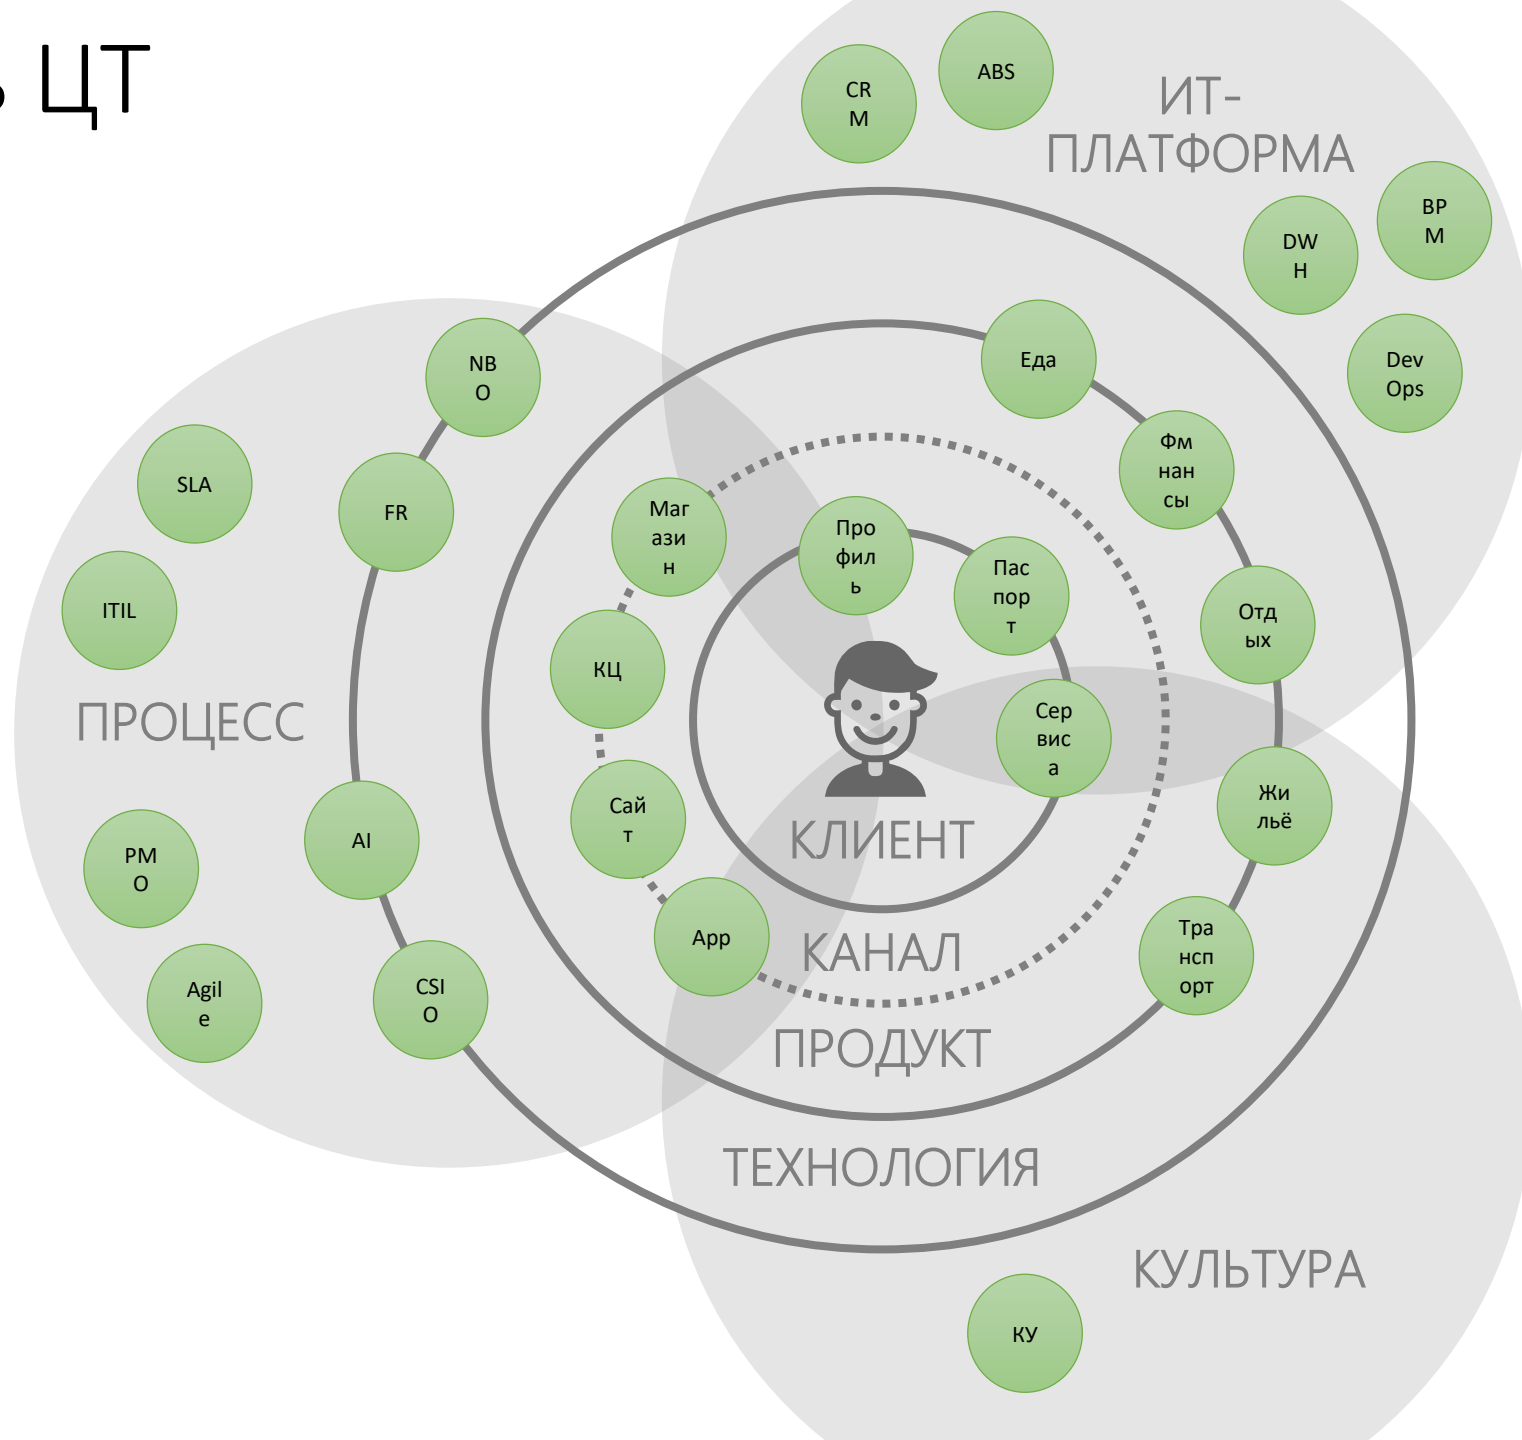 ь ЦТ
CR
M
ABS
ИТ-
ПЛАТФОРМА
BP
M
DW
H
Dev
Ops
NB
O
Еда
Фм
нан
сы
SLA
FR
Маг
ази
н
Про
фил
ь
Пас
пор
т
ITIL
КЦ
Отд
ых
ПРОЦЕСС
Сер
вис
а
Сай
т
Жи
льё
КЛИЕНТ
AI
PM
O
App
КАНАЛ
Тра
нсп
орт
Agil
e
CSI
O
ПРОДУКТ
ТЕХНОЛОГИЯ
КУЛЬТУРА
КУ